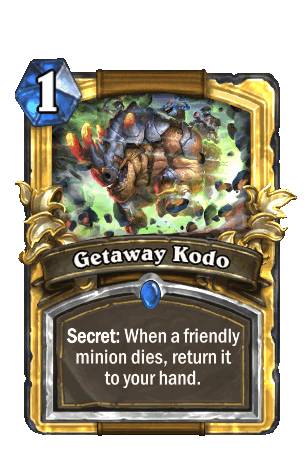 1
Getaway Kodo
Secret: When a friendly
minion dies, return it
to your hand.